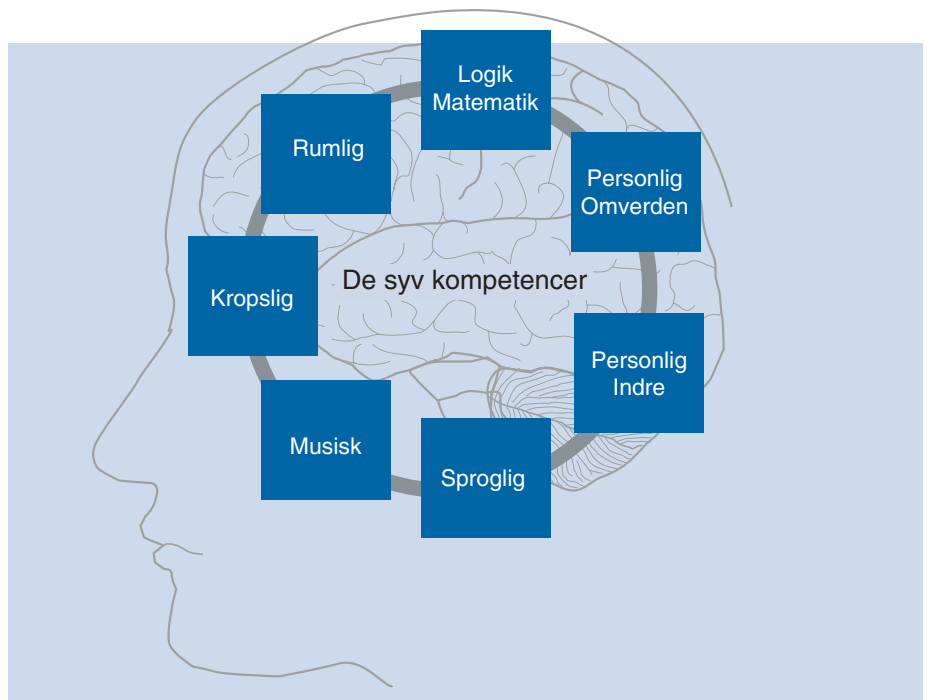 Logik
Matematik
Rumlig
Personlig
Omverden
De syv kompetencer
Kropslig
Personlig
Indre
Musisk
Sproglig